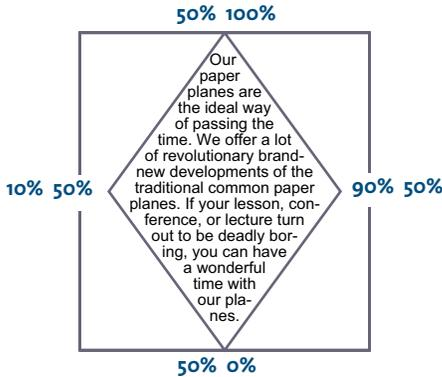 50% 100%
Our
paper
planes are
the ideal way
of passing the
time. We offer a lot
of revolutionary brand-
new developments of the
traditional common paper
10% 50%
90% 50%
planes. If your lesson, con-
ference, or lecture turn
out to be deadly bor-
ing, you can have
a wonderful
time with
our pla-
nes.
50% 0%